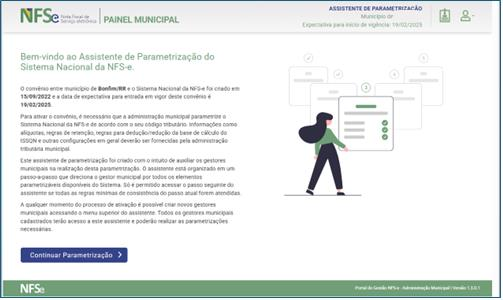 NFSe Nota Fiscal de Serviço eletrônica | PAINEL MUNICIPAL
ASSISTENTE DE PARAMETRIZAÇÃO
Município de
Expectativa para início de vigência: 19/02/2025
Bem-vindo ao Assistente de Parametrização do
Sistema Nacional da NFS-e.
O convênio entre município de Bonfim/RR e o Sistema Nacional da NFS-e foi criado em
15/09/2022 e a data de expectativa para entrada em vigor deste convênio é
19/02/2025.
Para ativar o convênio, é necessário que a administração municipal parametrize o
Sistema Nacional da NFS-e de acordo com o seu código tributário. Informações como
alíquotas, regras de retenção, regras para dedução/redução da base de cálculo do
ISSQN e outras configurações em geral deverão ser fornecidas pela administração
tributária municipal.
Este assistente de parametrização foi criado com o intuito de auxiliar os gestores
municipais na realização desta parametrização. O assistente está organizado em um
passo-a-passo que direciona o gestor municipal por todos os elementos
parametrizáveis disponíveis do Sistema. Só é permitido acessar o passo seguinte do
assistente se todas as regras mínimas de consistência do passo atual forem atendidas.
A qualquer momento do processo de ativação é possível criar novos gestores
municipais acessando o menu superior do assistente. Todos os gestores municipais
cadastrados terão acesso a este assistente e poderão realizar as parametrizações
necessárias.
Continuar Parametrização
NFSe
Portal de Gestão NFS-e - Administração Municipal | Versão 1.3.0.1